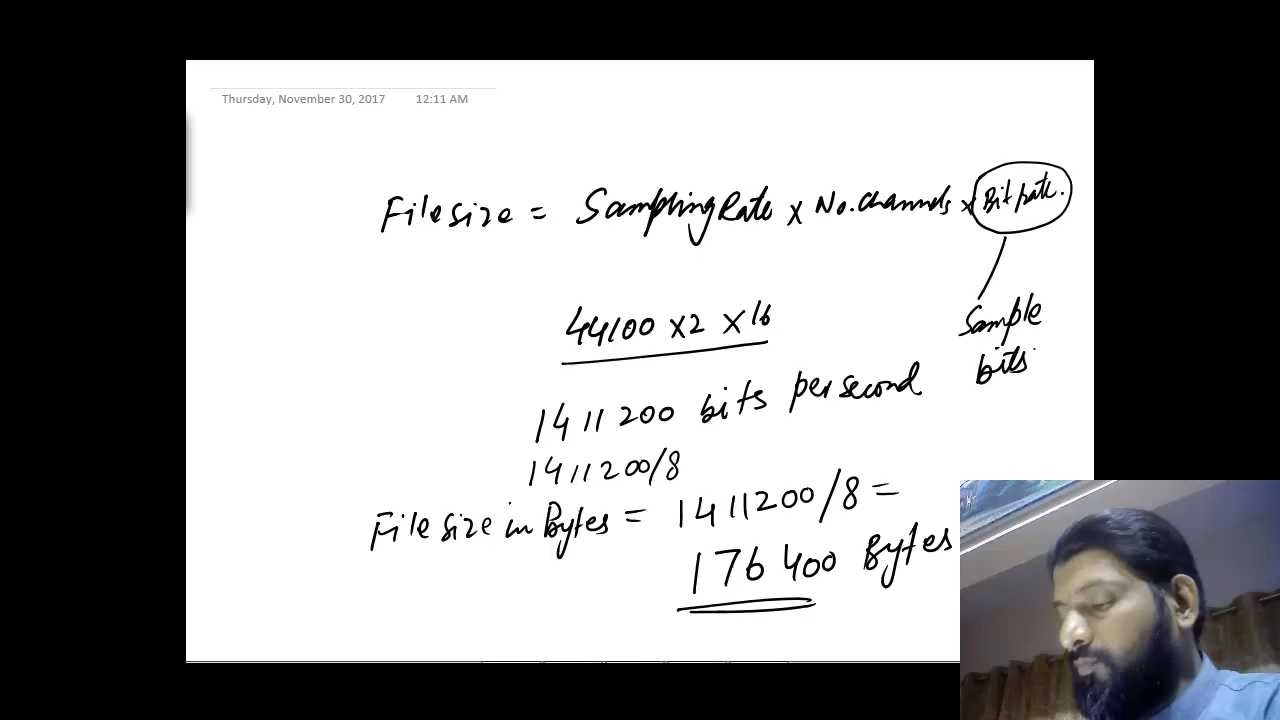 Thursday, November 30, 2017 12:11 AM
File size = Sampling Rate x No. channels x Bit rate.
44100 x 2 x 16
Sample
bits
1411200 bits per second
1411200/8
File size in Bytes = 1411200/8 =
176400 Bytes